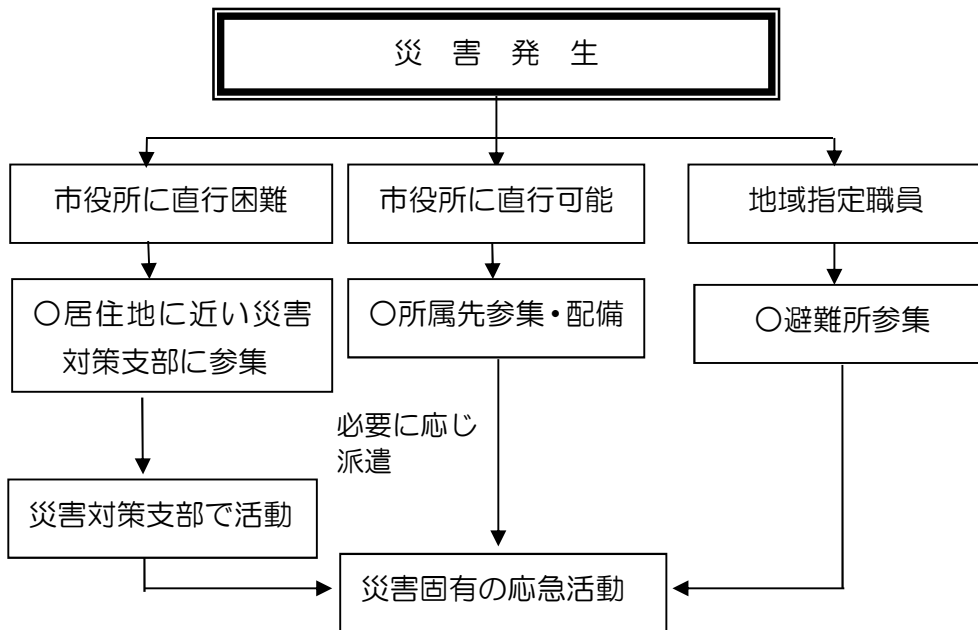 災 害 発 生
市役所に直行困難
市役所に直行可能
地域指定職員
〇居住地に近い災害
対策支部に参集
〇所属先参集・配備
〇避難所参集
必要に応じ
派遣
災害対策支部で活動
災害固有の応急活動